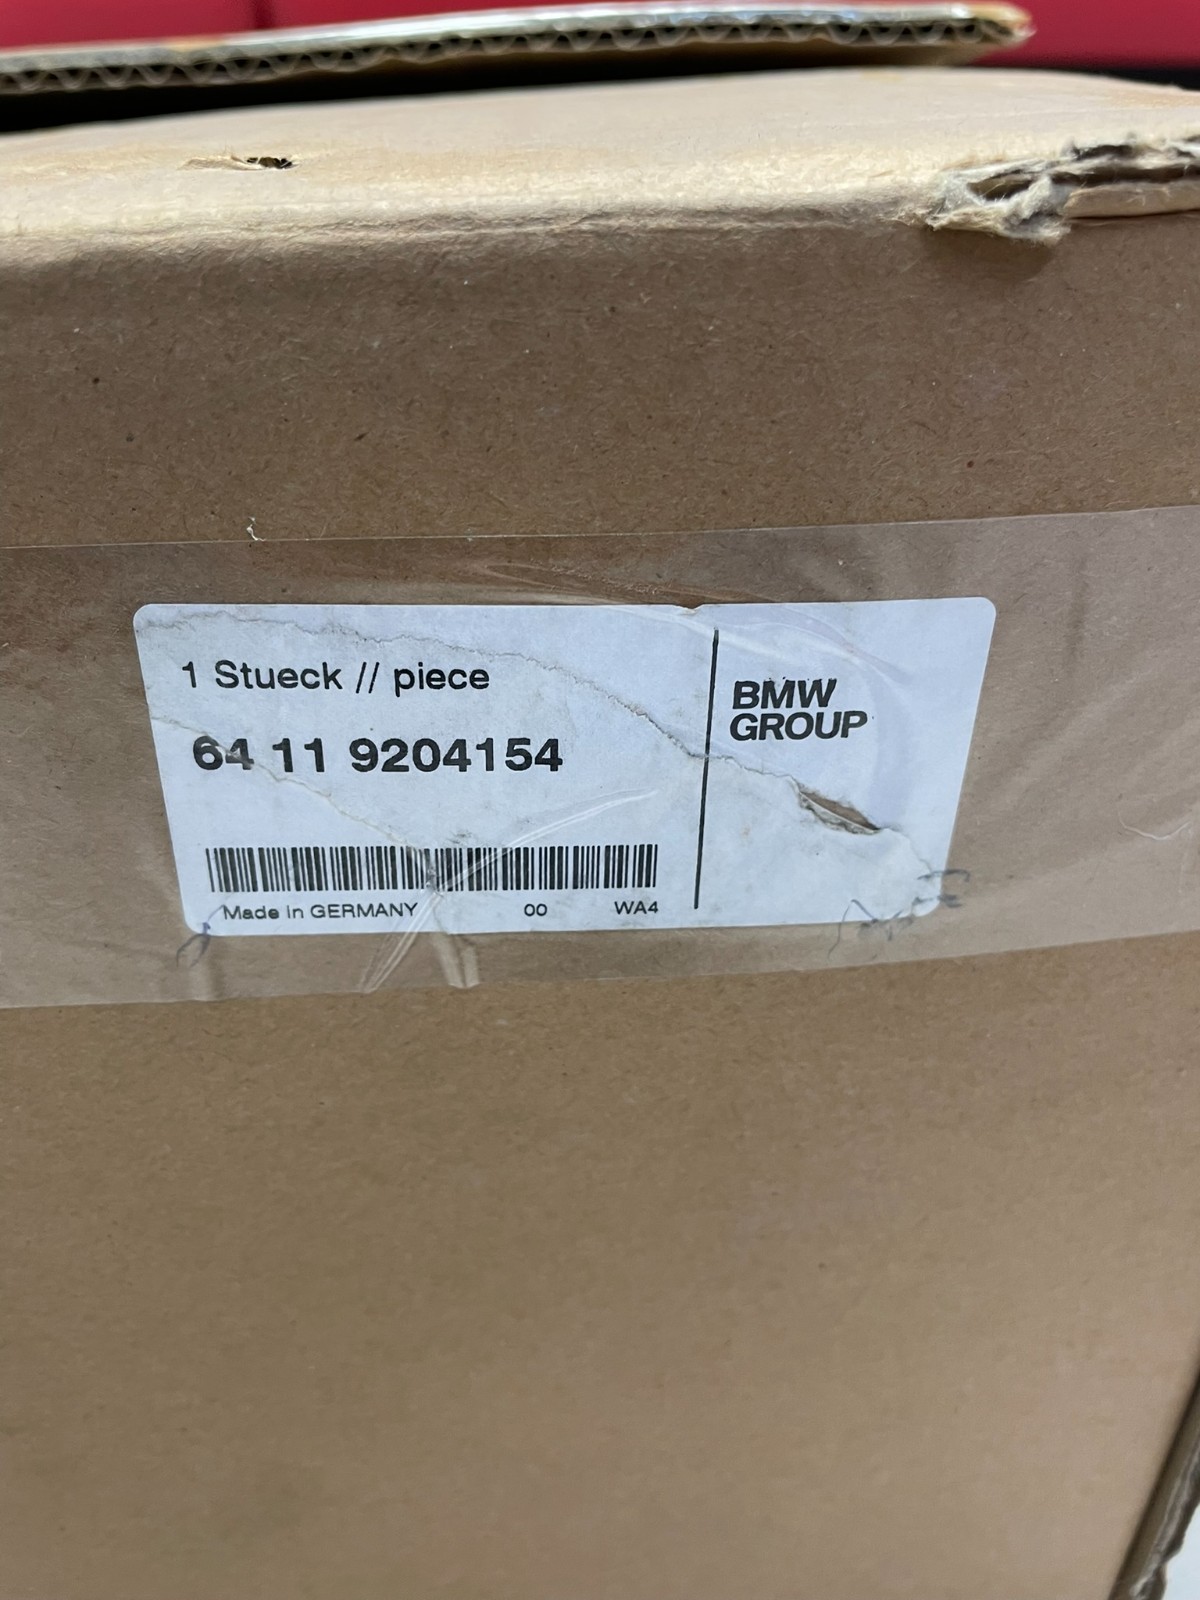 1 Stueck // piece
64 11 9204154
Made in GERMANY 00 WA4
BMW
GROUP